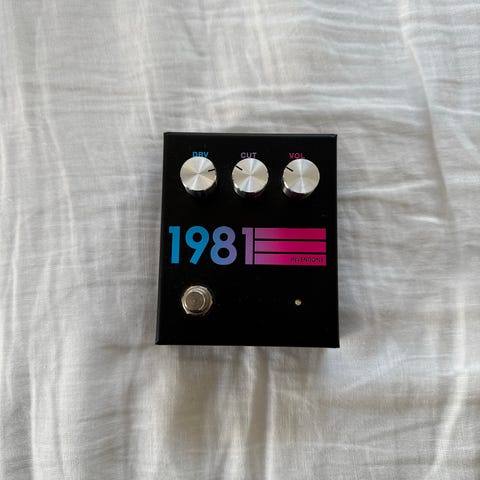 DRV CUT VOL
1981
INVENTIONS